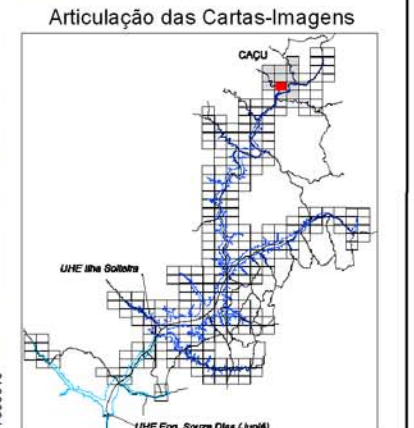 Articulação das Cartas-Imagens
CAÇU
UHE Ilha Solteira
UHE Eng. Souza Dias (Jupiá)